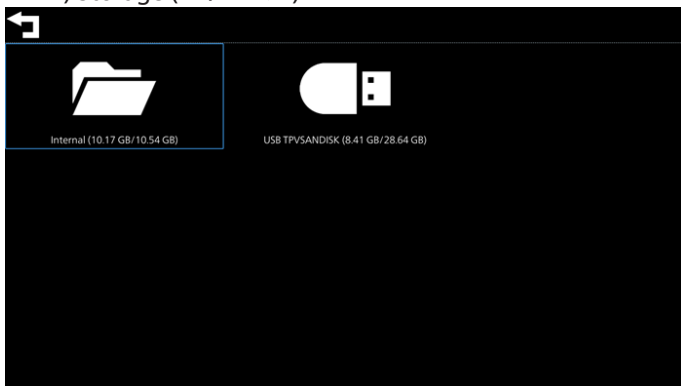 Internal (10.17 GB/10.54 GB)
USB TPVSANDISK (8.41 GB/28.64 GB)